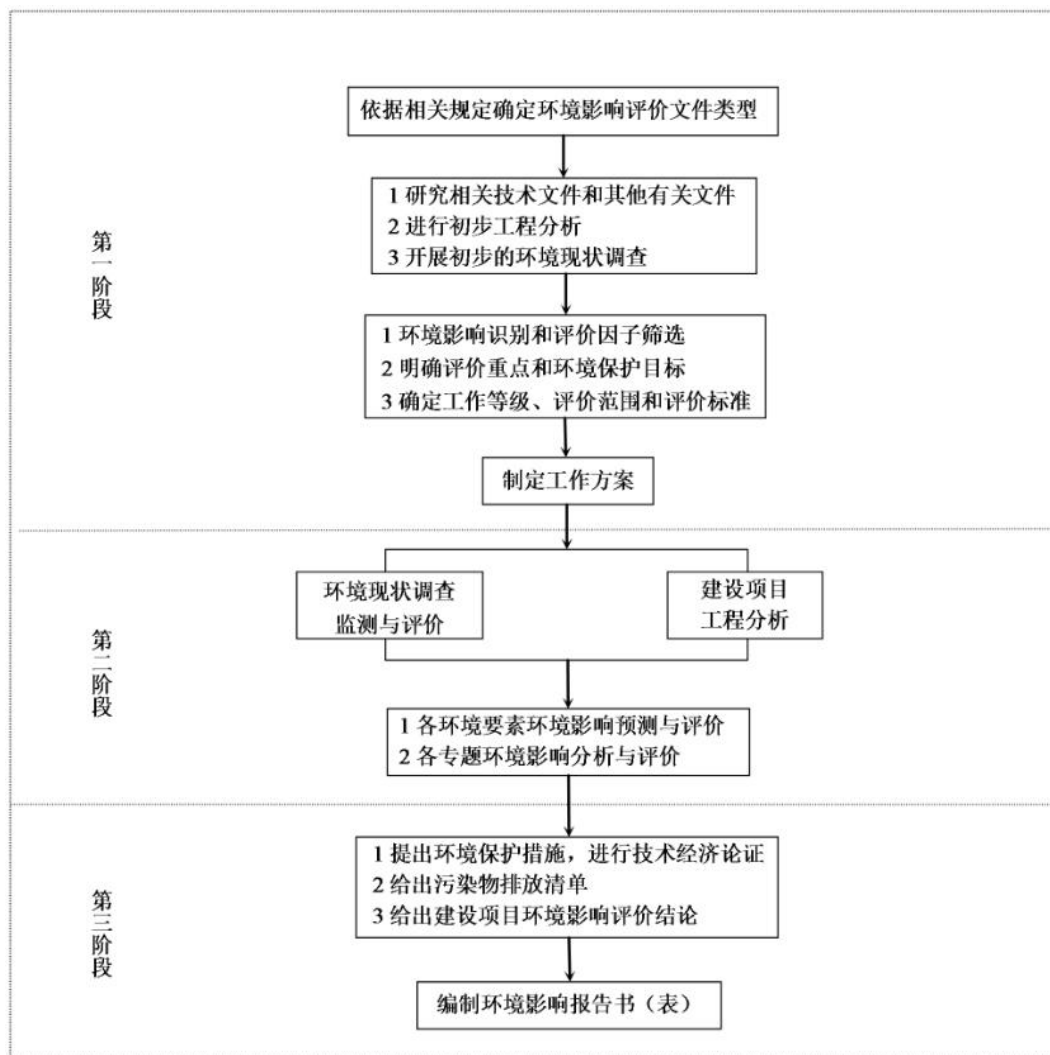 第一阶段
依据相关规定确定环境影响评价文件类型
1 研究相关技术文件和其他有关文件
2 进行初步工程分析
3 开展初步的环境现状调查
1 环境影响识别和评价因子筛选
2 明确评价重点和环境保护目标
3 确定工作等级、评价范围和评价标准
制定工作方案
第二阶段
环境现状调查
监测与评价
建设项目
工程分析
1 各环境要素环境影响预测与评价
2 各专题环境影响分析与评价
第三阶段
1 提出环境保护措施，进行技术经济论证
2 给出污染物排放清单
3 给出建设项目环境影响评价结论
编制环境影响报告书（表）